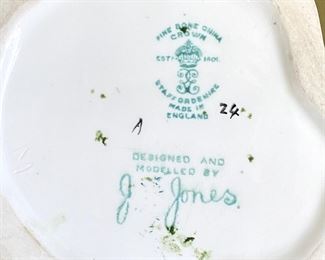 FINE BONE CHINA
CROWN
ESTD 1801
STAFFORDSHIRE
MADE IN
ENGLAND
A
24
DESIGNED AND
MODELLED BY
J. Jones.